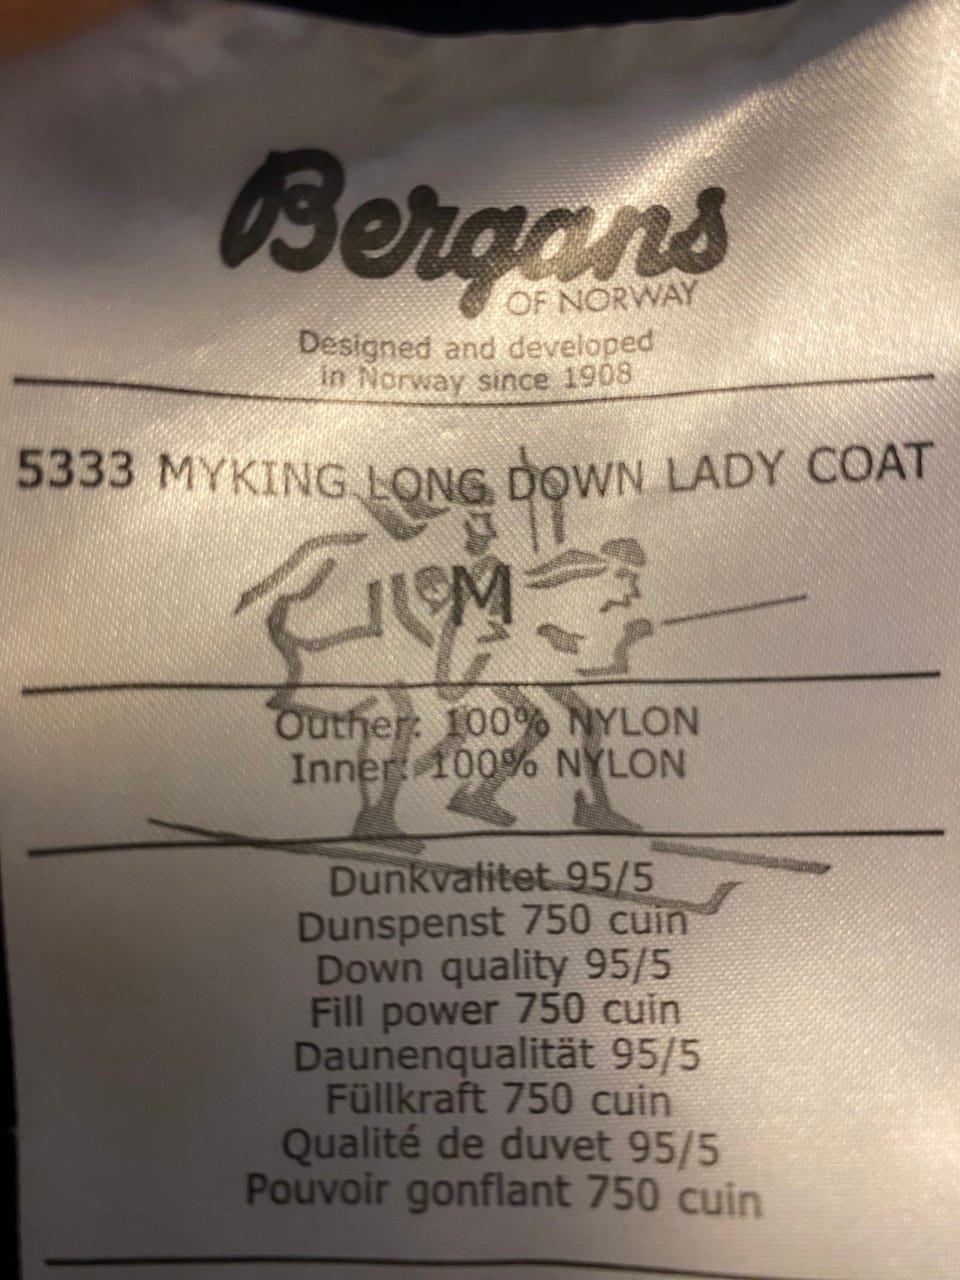 Bergans
OF NORWAY
Designed and developed
in Norway since 1908
5333 MYKING LONG DOWN LADY COAT
M
Outher: 100% NYLON
Inner: 100% NYLON
Dunkvalitet 95/5
Dunspenst 750 cuin
Down quality 95/5
Fill power 750 cuin
Daunenqualität 95/5
Füllkraft 750 cuin
Qualité de duvet 95/5
Pouvoir gonflant 750 cuin